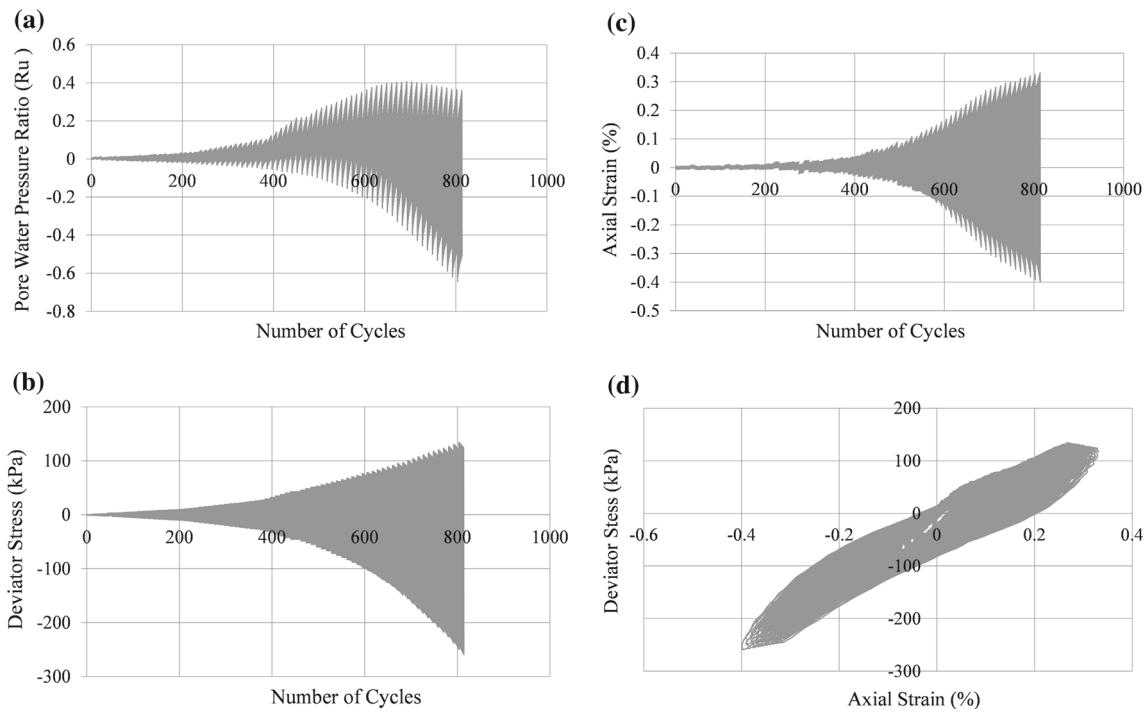 (a)
Pore Water Pressure Ratio (Ru )
0.6
0.4
0.2
0
-0.2
-0.4
-0.6
-0.8
0 200 400 600 800 1000
Number of Cycles
(c)
Axial Strain (%)
0.4
0.3
0.2
0.1
0
-0.1
-0.2
-0.3
-0.4
-0.5
0 200 400 600 800 1000
Number of Cycles
(b)
Deviator Stress (kPa)
200
100
0
-100
-200
-300
0 200 400 600 800 1000
Number of Cycles
(d)
Deviator Stess (kPa)
200
100
0
-100
-200
-300
-0.6 -0.4 -0.2 0 0.2 0.4
Axial Strain (%)